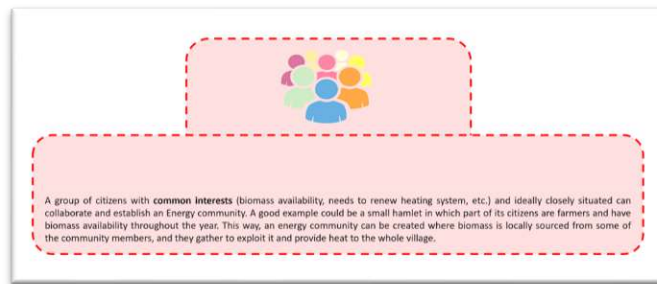 A group of citizens with common interests (biomass availability, needs to renew heating system, etc.) and ideally closely situated can
collaborate and establish an Energy community. A good example could be a small hamlet in which part of its citizens are farmers and have
biomass availability throughout the year. This way, an energy community can be created where biomass is locally sourced from some of
the community members, and they gather to exploit it and provide heat to the whole village.